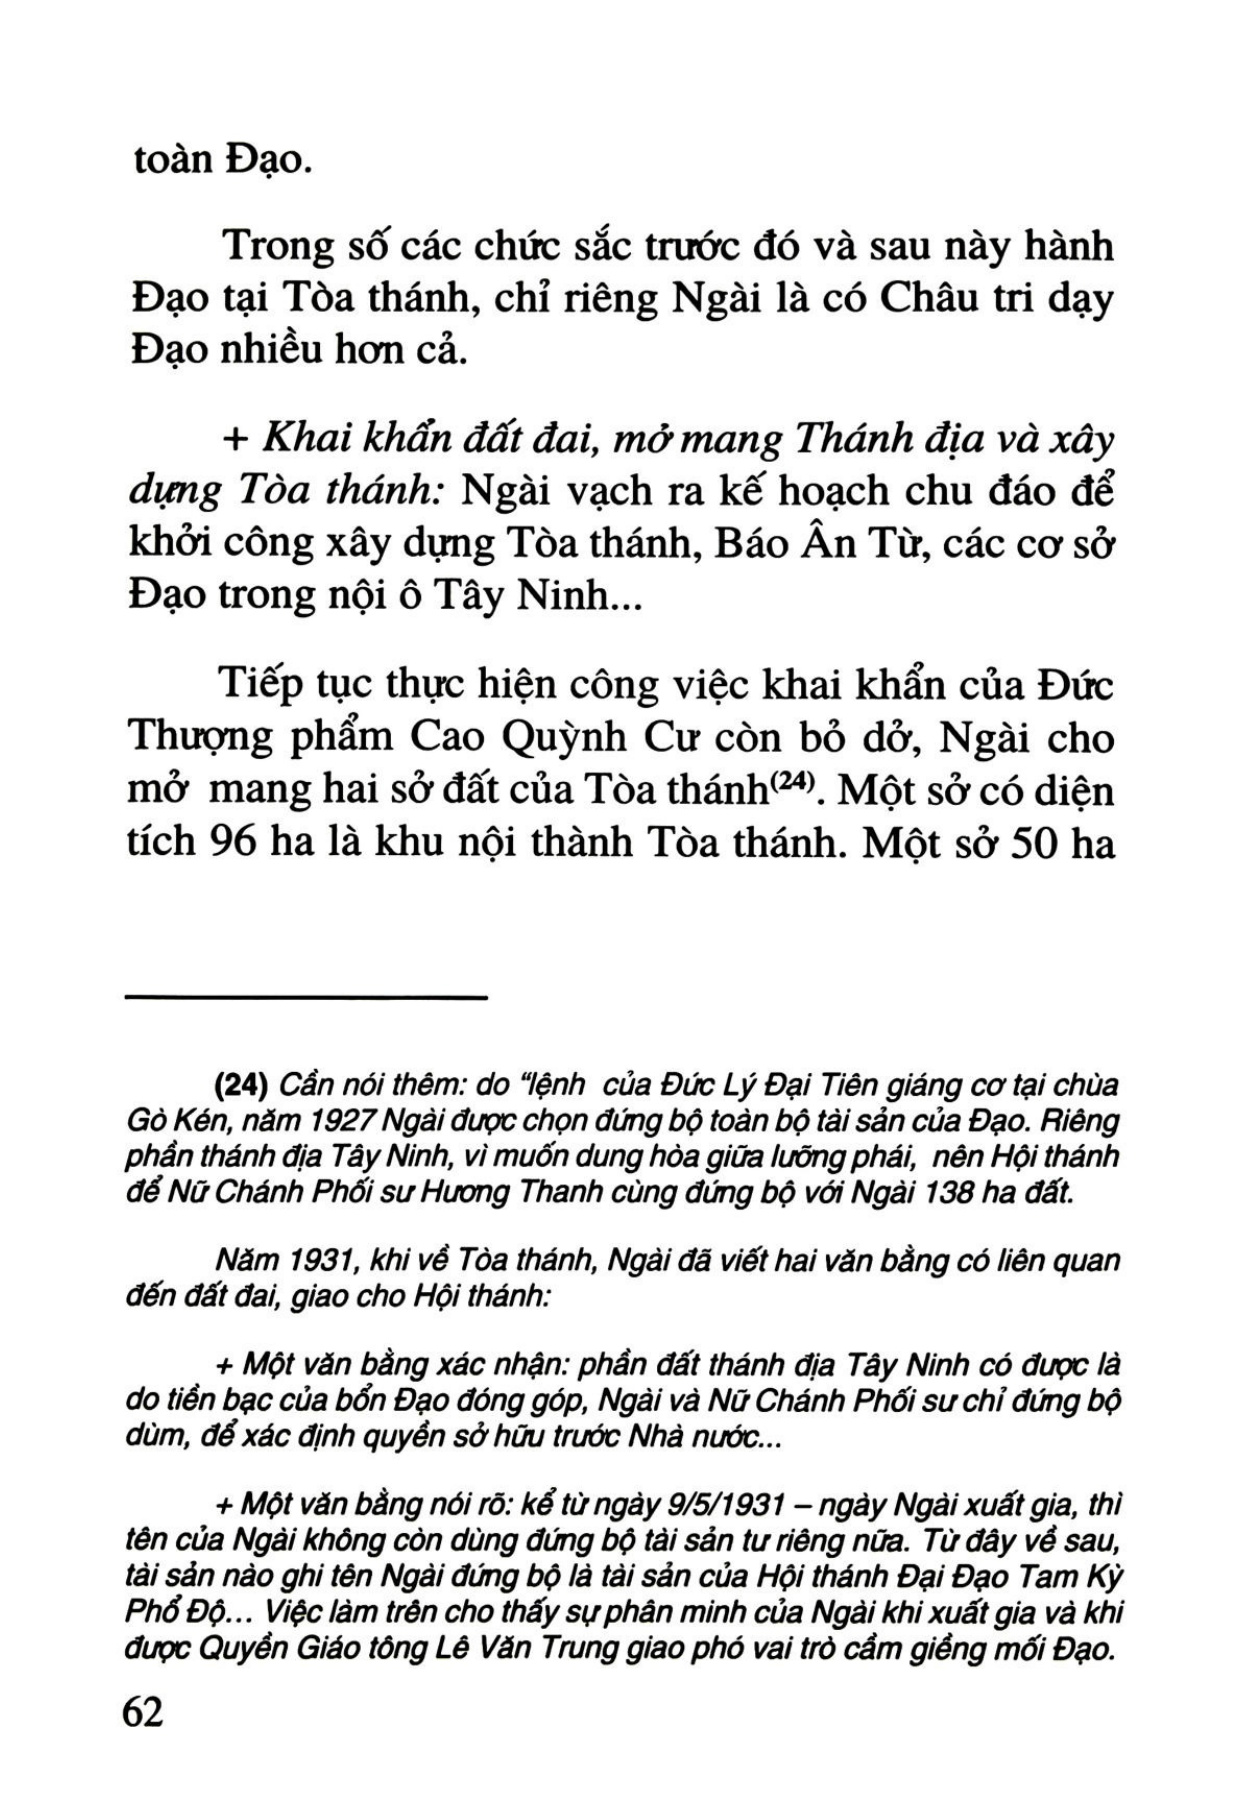 toàn Đạo.
Trong số các chức sắc trước đó và sau này hành
Đạo tại Tòa thánh, chỉ riêng Ngài là có Châu tri dạy
Đạo nhiều hơn cả.
+ Khai khẩn đất đai, mở mang Thánh địa và xây
dựng Tòa thánh: Ngài vạch ra kế hoạch chu đáo để
khởi công xây dựng Tòa thánh, Báo Ân Từ, các cơ sở
Đạo trong nội ô Tây Ninh...
Tiếp tục thực hiện công việc khai khẩn của Đức
Thượng phẩm Cao Quỳnh Cư còn bỏ dở, Ngài cho
mở mang hai sở đất của Tòa thánh(24). Một sở có diện
tích 96 ha là khu nội thành Tòa thánh. Một sở 50 ha
(24) Cần nói thêm: do “lệnh của Đức Lý Đại Tiên giáng cơ tại chùa
Gò Kén, năm 1927 Ngài được chọn đứng bộ toàn bộ tài sản của Đạo. Riêng
phần thánh địa Tây Ninh, vì muốn dung hòa giữa lưỡng phái, nên Hội thánh
để Nữ Chánh Phối sư Hương Thanh cùng đứng bộ với Ngài 138 ha đất.
Năm 1931, khi về Tòa thánh, Ngài đã viết hai văn bằng có liên quan
đến đất đai, giao cho Hội thánh:
+ Một văn bằng xác nhận: phần đất thánh địa Tây Ninh có được là
do tiền bạc của bổn Đạo đóng góp, Ngài và Nữ Chánh Phối sư chỉ đứng bộ
dùm, để xác định quyền sở hữu trước Nhà nước...
+ Một văn bằng nói rõ: kể từ ngày 9/5/1931 – ngày Ngài xuất gia, thì
tên của Ngài không còn dùng đứng bộ tài sản tư riêng nữa. Từ đây về sau,
tài sản nào ghi tên Ngài đứng bộ là tài sản của Hội thánh Đại Đạo Tam Kỳ
Phổ Độ... Việc làm trên cho thấy sự phân minh của Ngài khi xuất gia và khi
được Quyền Giáo tông Lê Văn Trung giao phó vai trò cầm giềng mối Đạo.
62